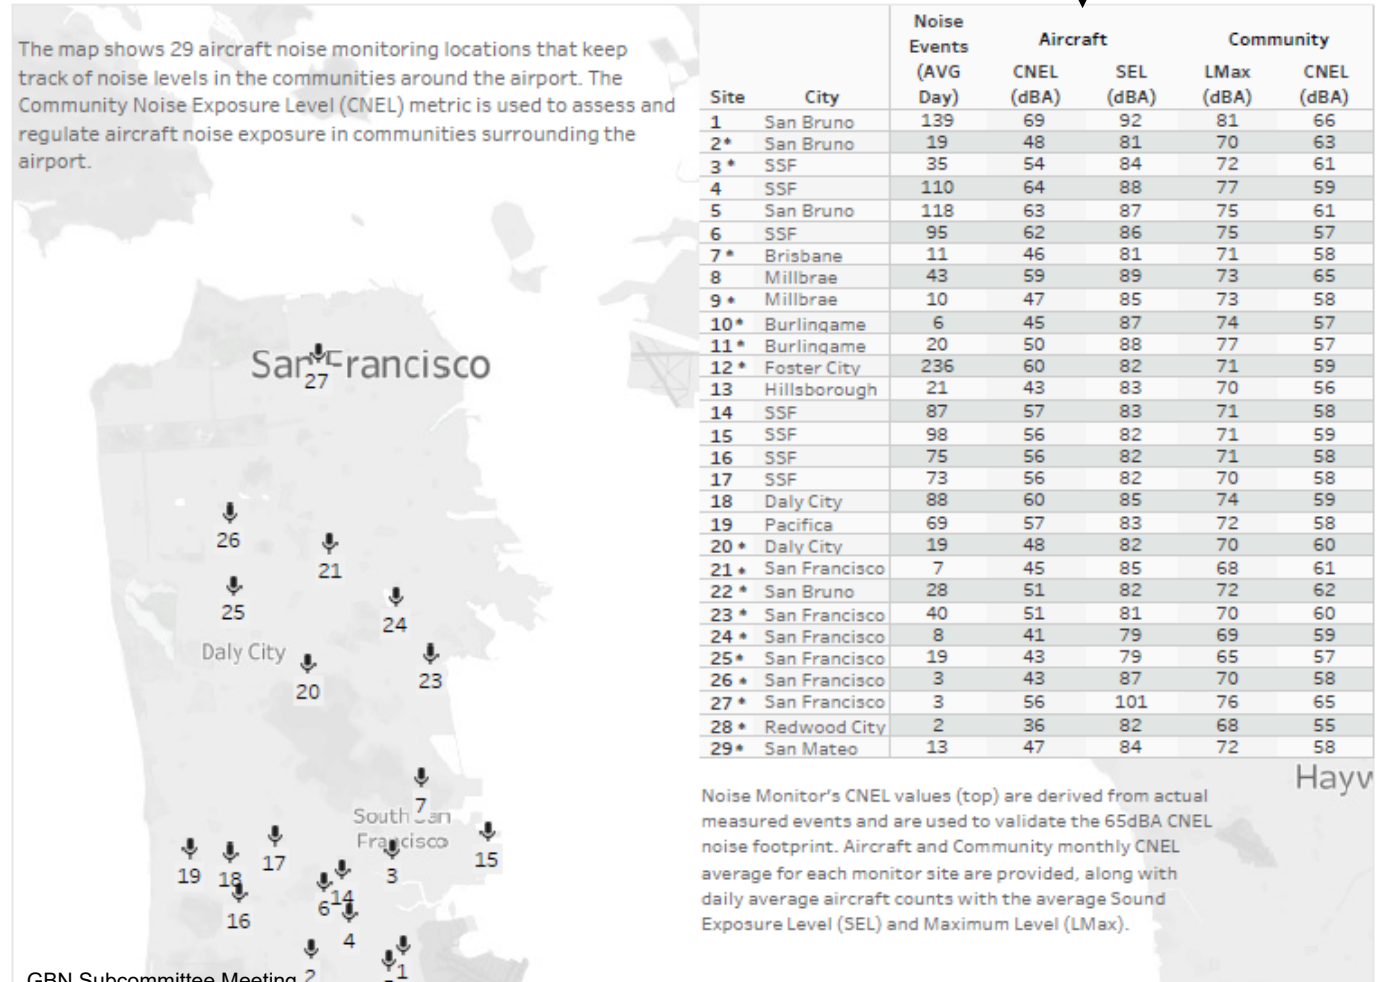 The map shows 29 aircraft noise monitoring locations that keep
track of noise levels in the communities around the airport. The
Community Noise Exposure Level (CNEL) metric is used to assess and
regulate aircraft noise exposure in communities surrounding the
airport.
San Francisco
27
26
21
25
24
Daly City
23
20
7
South San
Francisco
15
19
18
17
3
14
6
16
4
2
1
GBN Subcommittee Meeting
Noise
Events Aircraft Community
(AVG CNEL SEL LMax CNEL
Site City Day) (dBA) (dBA) (dBA) (dBA)
1 San Bruno 139 69 92 81 66
2* San Bruno 19 48 81 70 63
3* SSF 35 54 84 72 61
4 SSF 110 64 88 77 59
5 San Bruno 118 63 87 75 61
6 SSF 95 62 86 75 57
7* Brisbane 11 46 81 71 58
8 Millbrae 43 59 89 73 65
9* Millbrae 10 47 85 73 58
10* Burlingame 6 45 87 74 57
11* Burlingame 20 50 88 77 57
12* Foster City 236 60 82 71 59
13 Hillsborough 21 43 83 70 56
14 SSF 87 57 83 71 58
15 SSF 98 56 82 71 59
16 SSF 75 56 82 71 58
17 SSF 73 56 82 70 58
18 Daly City 88 60 85 74 59
19 Pacifica 69 57 83 72 58
20* Daly City 19 48 82 70 60
21* San Francisco 7 45 85 68 61
22* San Bruno 28 51 82 72 62
23* San Francisco 40 51 81 70 60
24* San Francisco 8 41 79 69 59
25* San Francisco 19 43 79 65 57
26* San Francisco 3 43 87 70 58
27* San Francisco 3 56 101 76 65
28* Redwood City 2 36 82 68 55
29* San Mateo 13 47 84 72 58
Hayw
Noise Monitor's CNEL values (top) are derived from actual
measured events and are used to validate the 65dBA CNEL
noise footprint. Aircraft and Community monthly CNEL
average for each monitor site are provided, along with
daily average aircraft counts with the average Sound
Exposure Level (SEL) and Maximum Level (LMax).